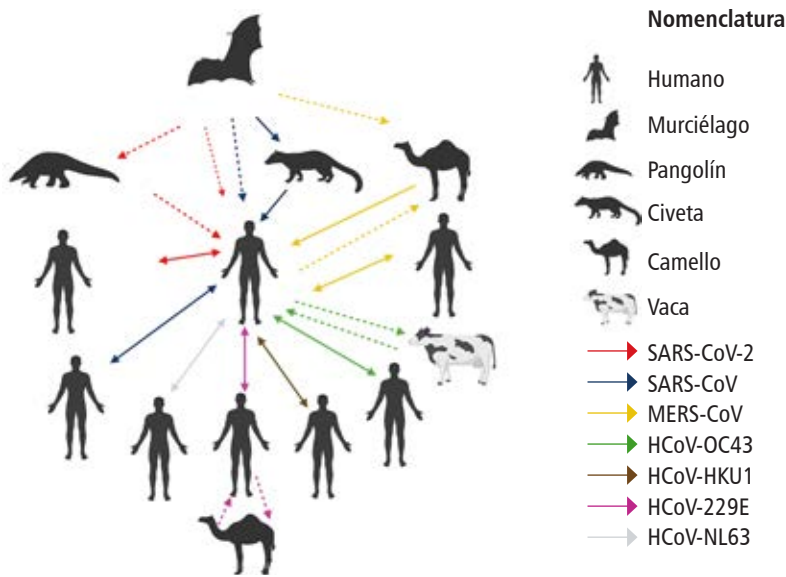 Nomenclatura
Humano
Murciélago
Pangolín
Civeta
Camello
Vaca
SARS-CoV-2
SARS-CoV
MERS-CoV
HCoV-OC43
HCoV-HKU1
HCoV-229E
HCoV-NL63